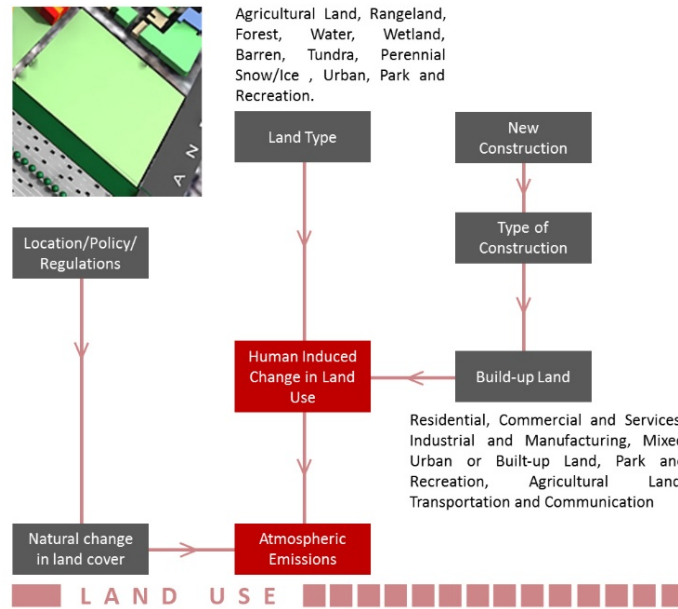 Agricultural Land, Rangeland,
Forest, Water, Wetland,
Barren, Tundra, Perennial
Snow/Ice , Urban, Park and
Recreation.
Land Type
New
Construction
Type of
Construction
Location/Policy/
Regulations
Human Induced
Change in Land
Use
Build-up Land
Residential, Commercial and Services
Industrial and Manufacturing, Mixed
Urban or Built-up Land, Park and
Recreation, Agricultural Land
Transportation and Communication
Natural change
in land cover
Atmospheric
Emissions
LAND USE